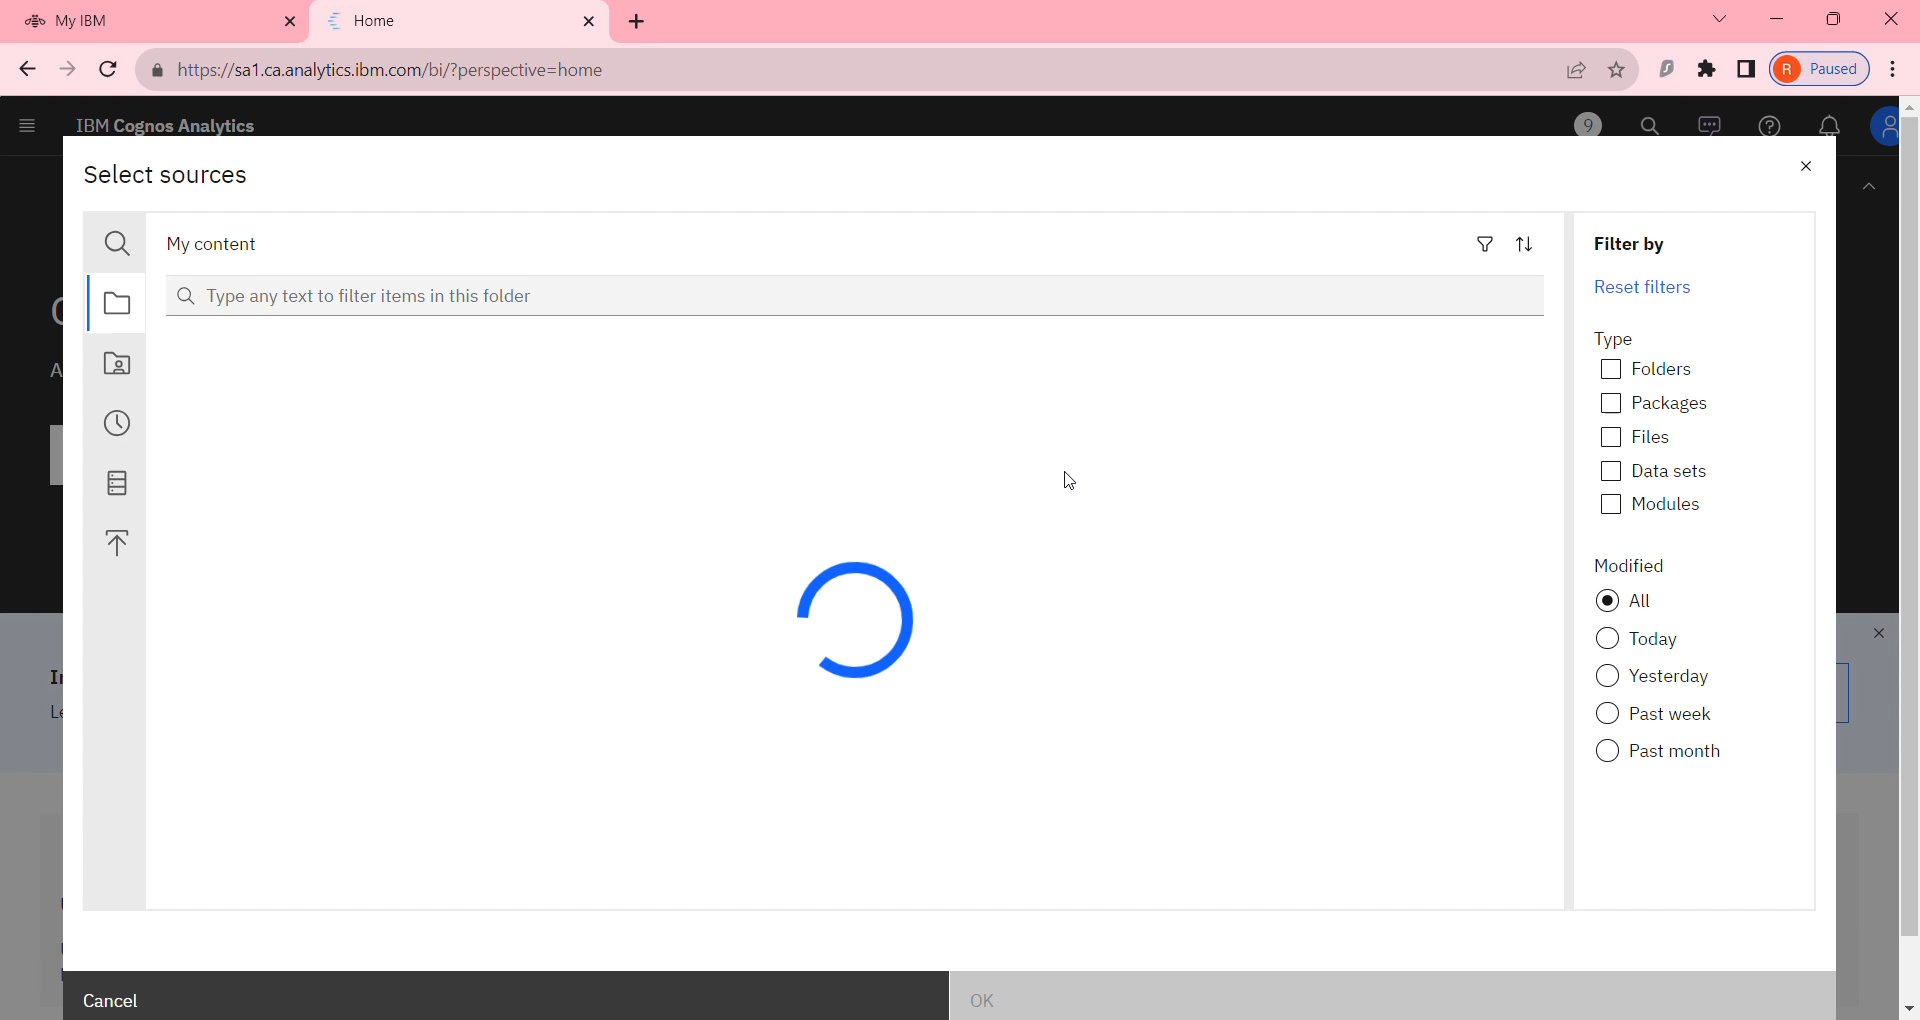 My IBM
Home
https://sa1.ca.analytics.ibm.com/bi/?perspective=home
R Paused
IBM Cognos Analytics
9
Select sources
My content
Type any text to filter items in this folder
Filter by
Reset filters
Type
Folders
Packages
Files
Data sets
Modules
Modified
All
Today
Yesterday
Past week
Past month
Cancel
OK